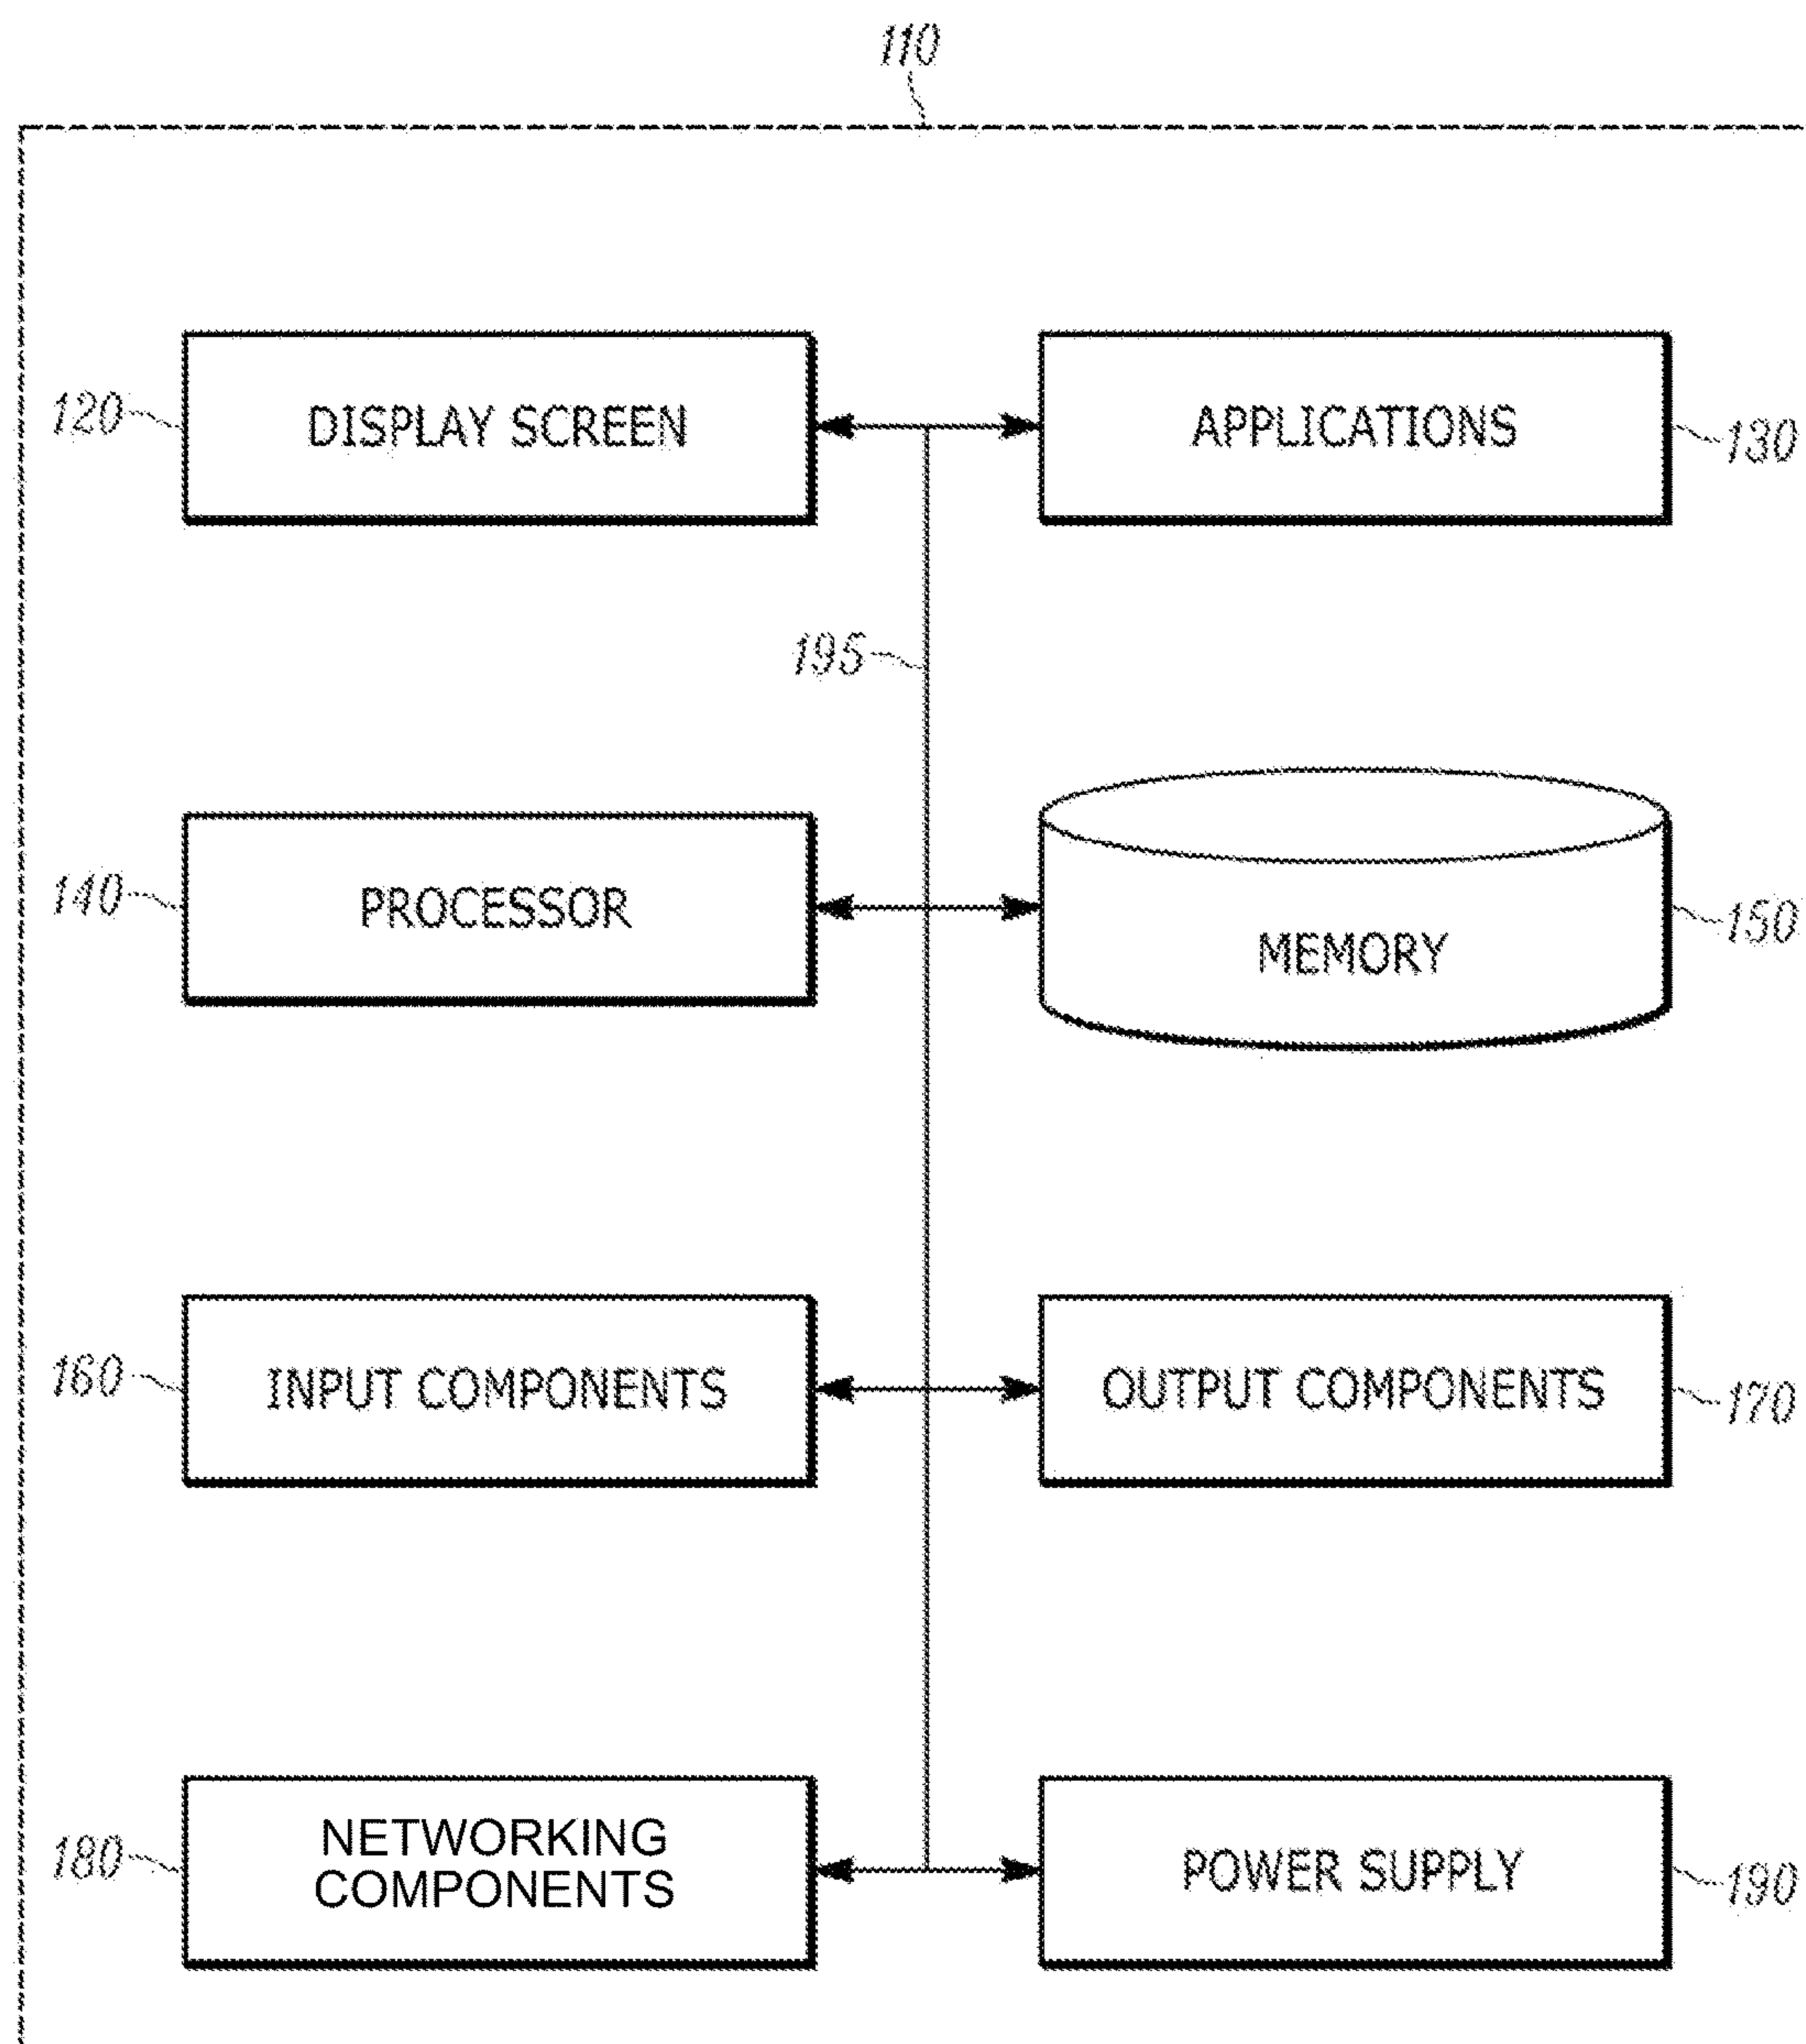 110
120
DISPLAY SCREEN
APPLICATIONS
130
195
140
PROCESSOR
MEMORY
150
160
INPUT COMPONENTS
OUTPUT COMPONENTS
170
180
NETWORKING
COMPONENTS
POWER SUPPLY
190